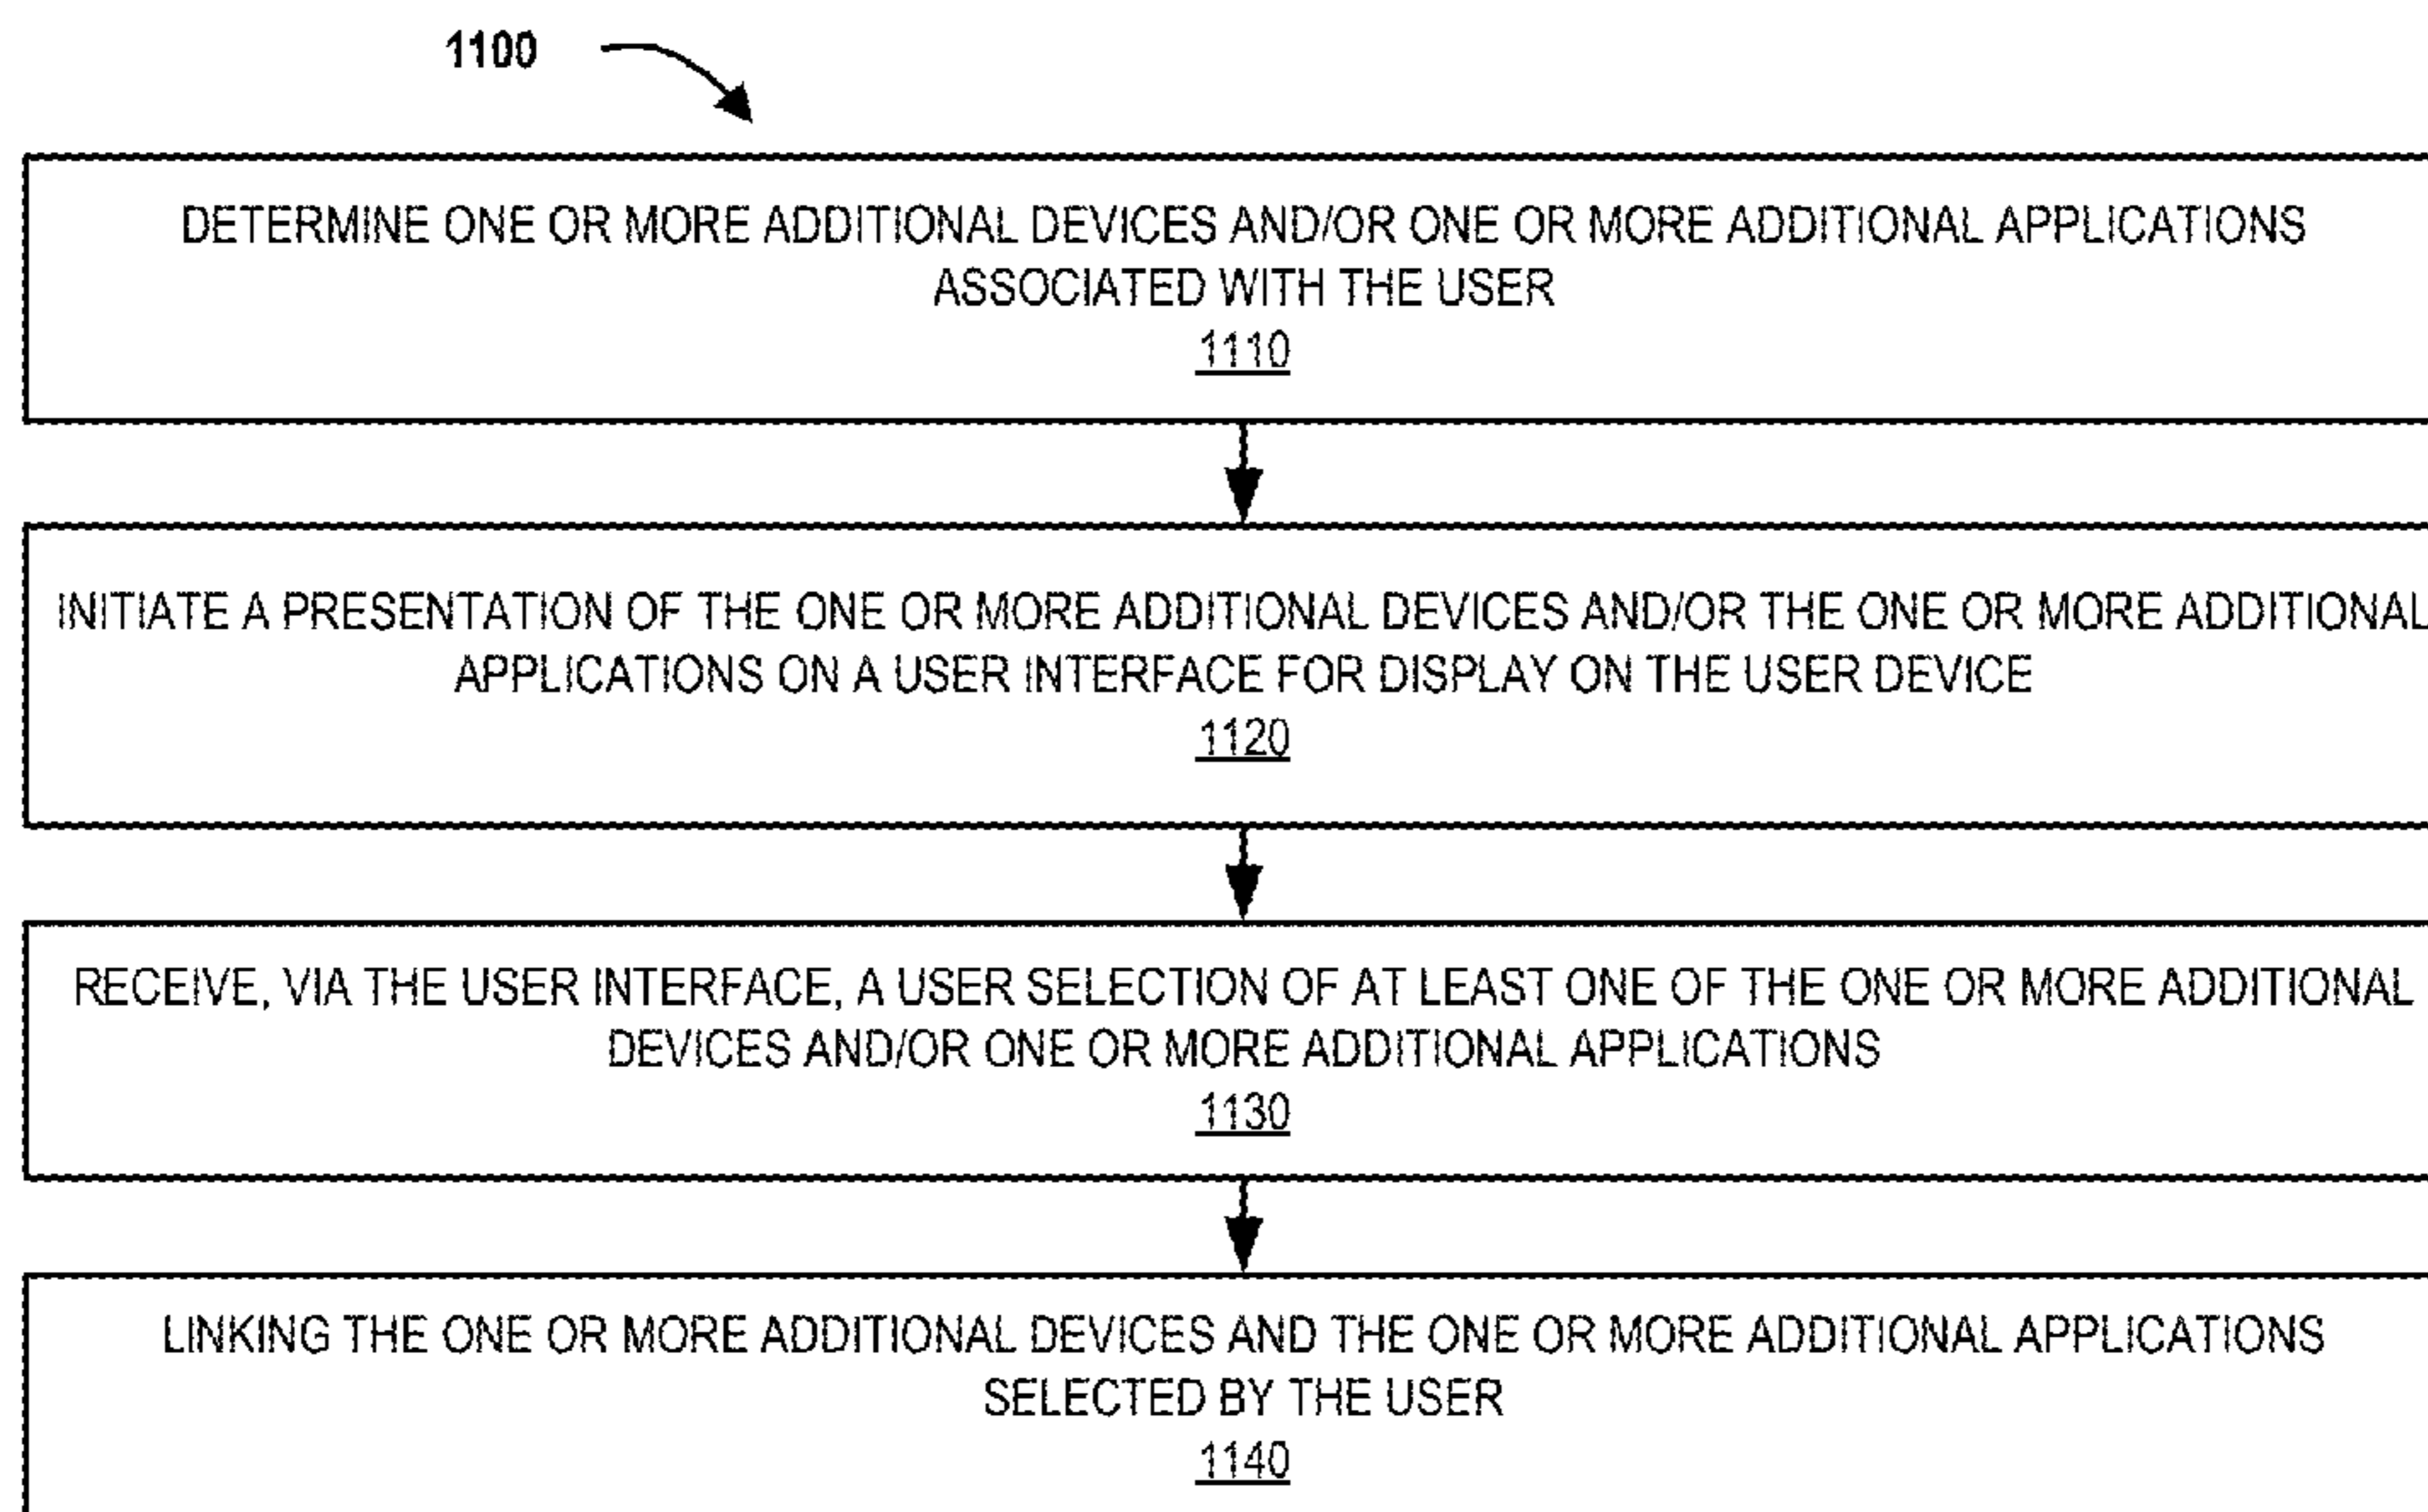 1100
DETERMINE ONE OR MORE ADDITIONAL DEVICES AND/OR ONE OR MORE ADDITIONAL APPLICATIONS
ASSOCIATED WITH THE USER
1110
INITIATE A PRESENTATION OF THE ONE OR MORE ADDITIONAL DEVICES AND/OR THE ONE OR MORE ADDITIONAL
APPLICATIONS ON A USER INTERFACE FOR DISPLAY ON THE USER DEVICE
1120
RECEIVE, VIA THE USER INTERFACE, A USER SELECTION OF AT LEAST ONE OF THE ONE OR MORE ADDITIONAL
DEVICES AND/OR ONE OR MORE ADDITIONAL APPLICATIONS
1130
LINKING THE ONE OR MORE ADDITIONAL DEVICES AND THE ONE OR MORE ADDITIONAL APPLICATIONS
SELECTED BY THE USER
1140